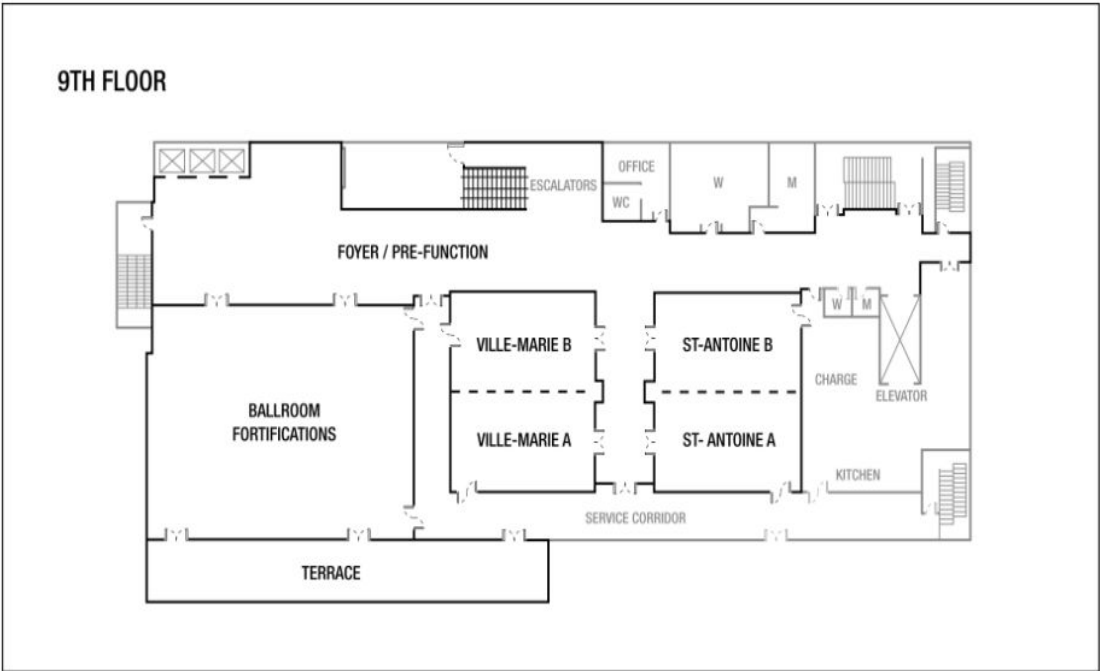 9TH FLOOR
OFFICE
WC
W
M
ESCALATORS
FOYER / PRE-FUNCTION
VILLE-MARIE B
ST-ANTOINE B
W
M
CHARGE
ELEVATOR
BALLROOM
FORTIFICATIONS
VILLE-MARIE A
ST- ANTOINE A
KITCHEN
SERVICE CORRIDOR
TERRACE